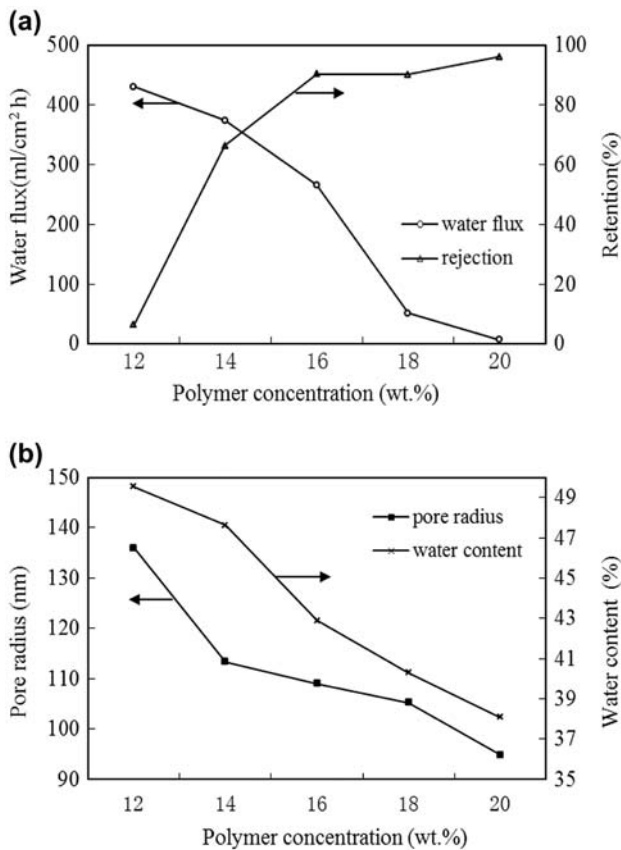 (a)
500
400
300
200
100
0
Water flux(ml/cm² h)
100
80
60
40
20
0
Retention(%)
water flux
rejection
12 14 16 18 20
Polymer concentration (wt.%)
(b)
150
140
130
120
110
100
90
Pore radius (nm)
49
47
45
43
41
39
37
35
Water content (%)
pore radius
water content
12 14 16 18 20
Polymer concentration (wt.%)